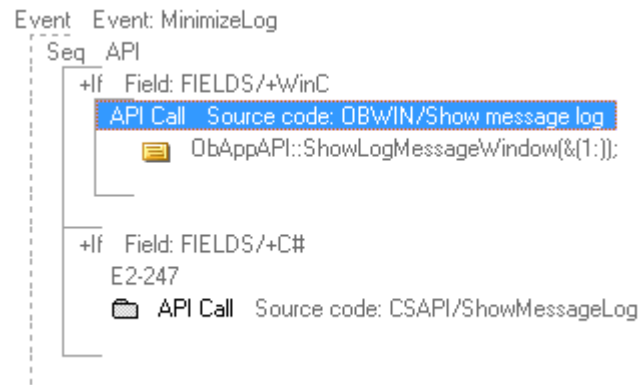 Event Event: MinimizeLog
Seq API
+If Field: FIELDS/+WinC
API Call Source code: OBWIN/Show message log
ObAppAPI::ShowLogMessageWindow(&(1:));
+If Field: FIELDS/+C#
E2-247
API Call Source code: CSAPI/ShowMessageLog